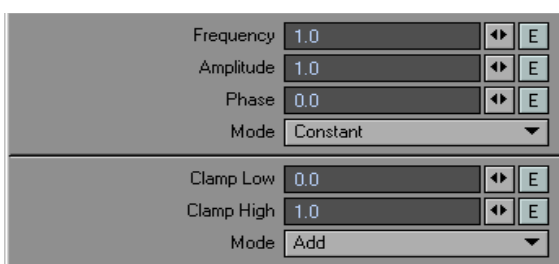 Frequency 1.0 E
Amplitude 1.0 E
Phase 0.0 E
Mode Constant
Clamp Low 0.0 E
Clamp High 1.0 E
Mode Add